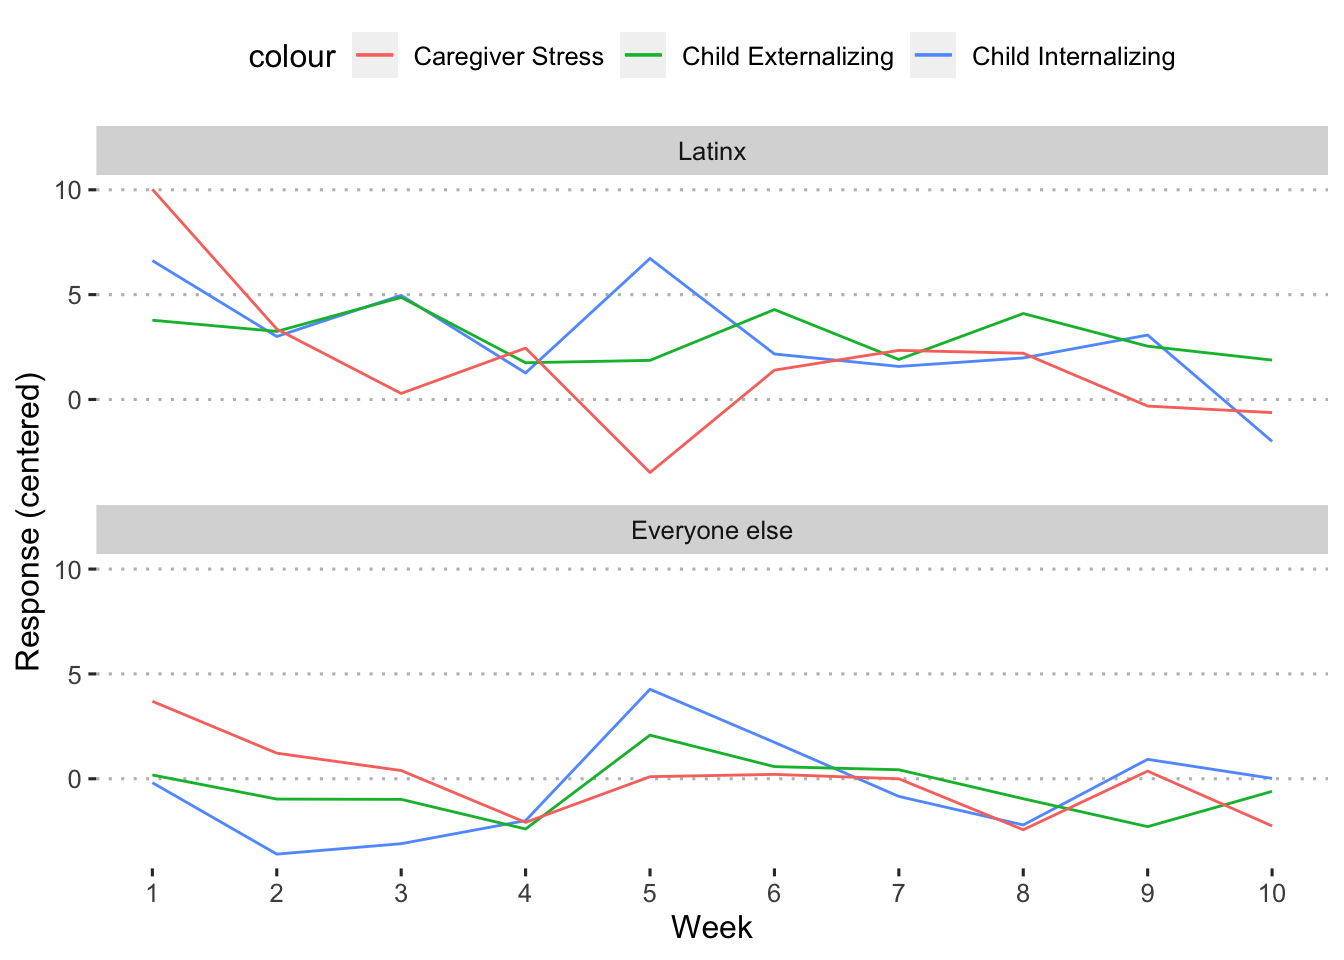 colour Caregiver Stress Child Externalizing Child Internalizing
Latinx
10
5
0
Response (centered)
Everyone else
10
5
0
1 2 3 4 5 6 7 8 9 10
Week